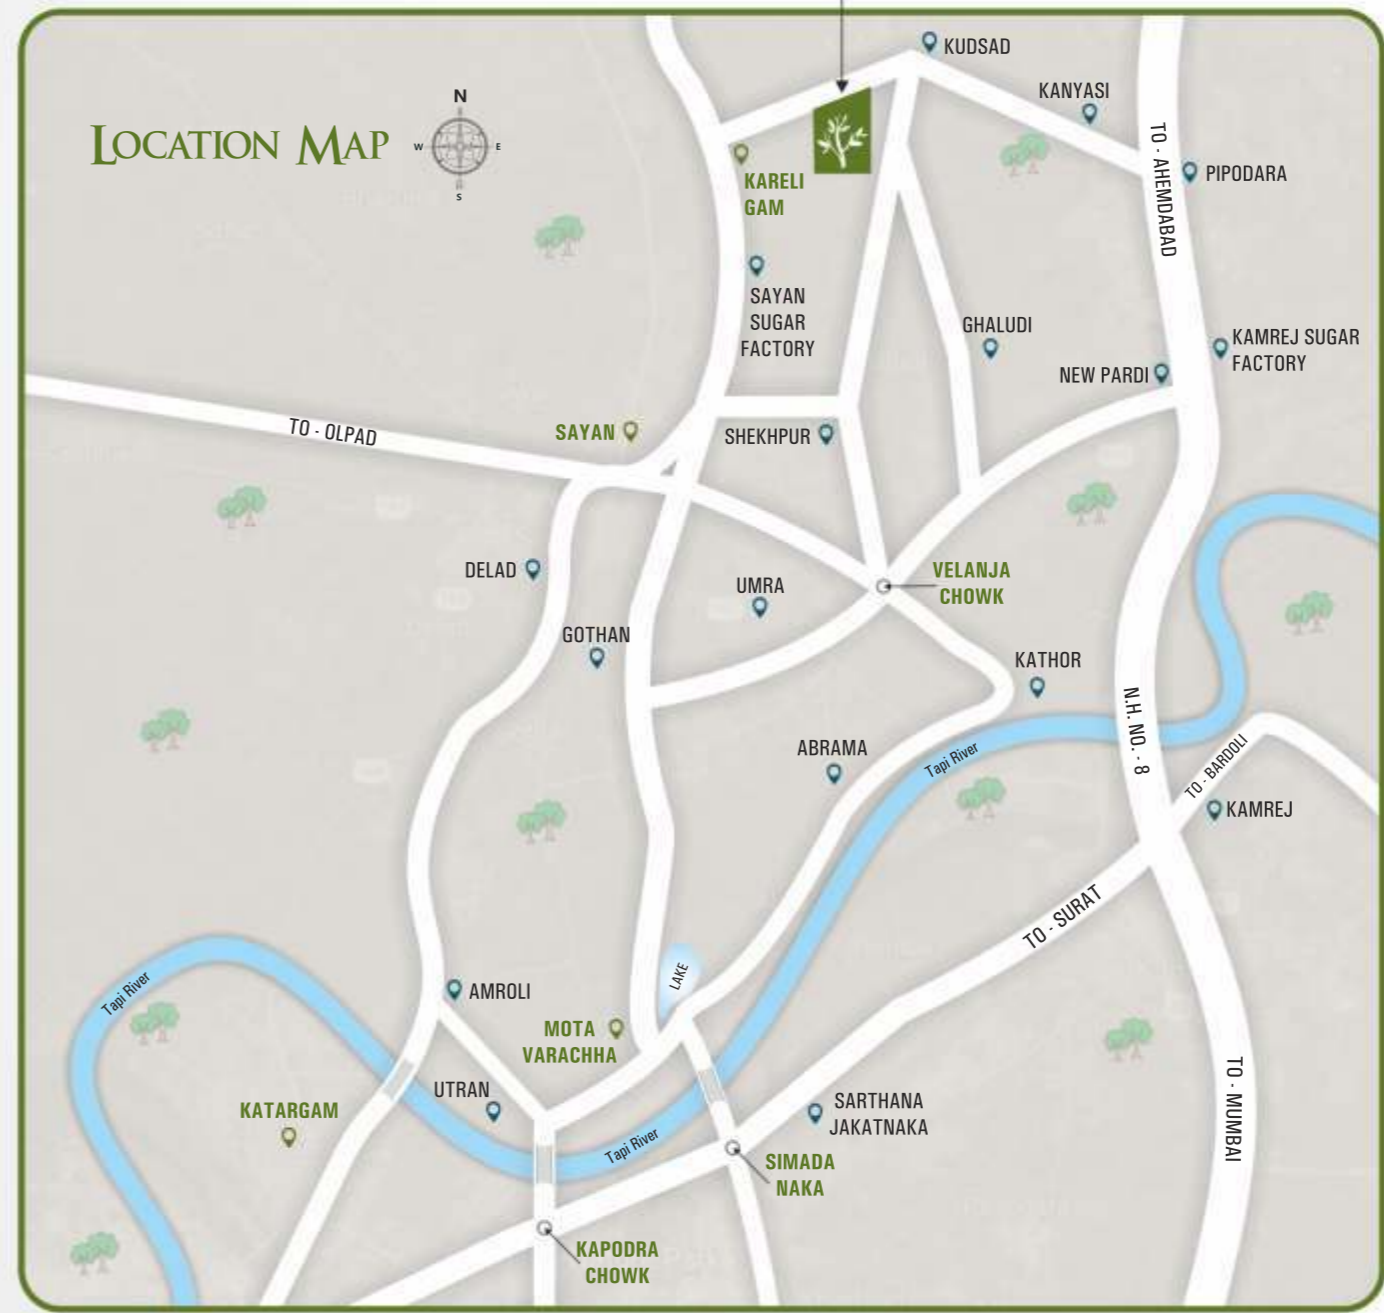 KUDSAD
KANYASI
N
LOCATION MAP
W
E
S
TO - AHEMDABAD
PIPODARA
KARELI
GAM
SAYAN
SUGAR
FACTORY
GHALUDI
KAMREJ SUGAR
FACTORY
NEW PARDI
TO - OLPAD
SAYAN
SHEKHPUR
DELAD
UMRA
VELANJA
CHOWK
GOTHAN
KATHOR
N.H. NO. - 8
ABRAMA
Tapi River
TO - BARDOLI
KAMREJ
TO - SURAT
LAKE
Tapi River
AMROLI
MOTA
VARACHHA
UTRAN
KATARGAM
SARTHANA
JAKATNAKA
TO - MUMBAI
Tapi River
SIMADA
NAKA
KAPODRA
CHOWK